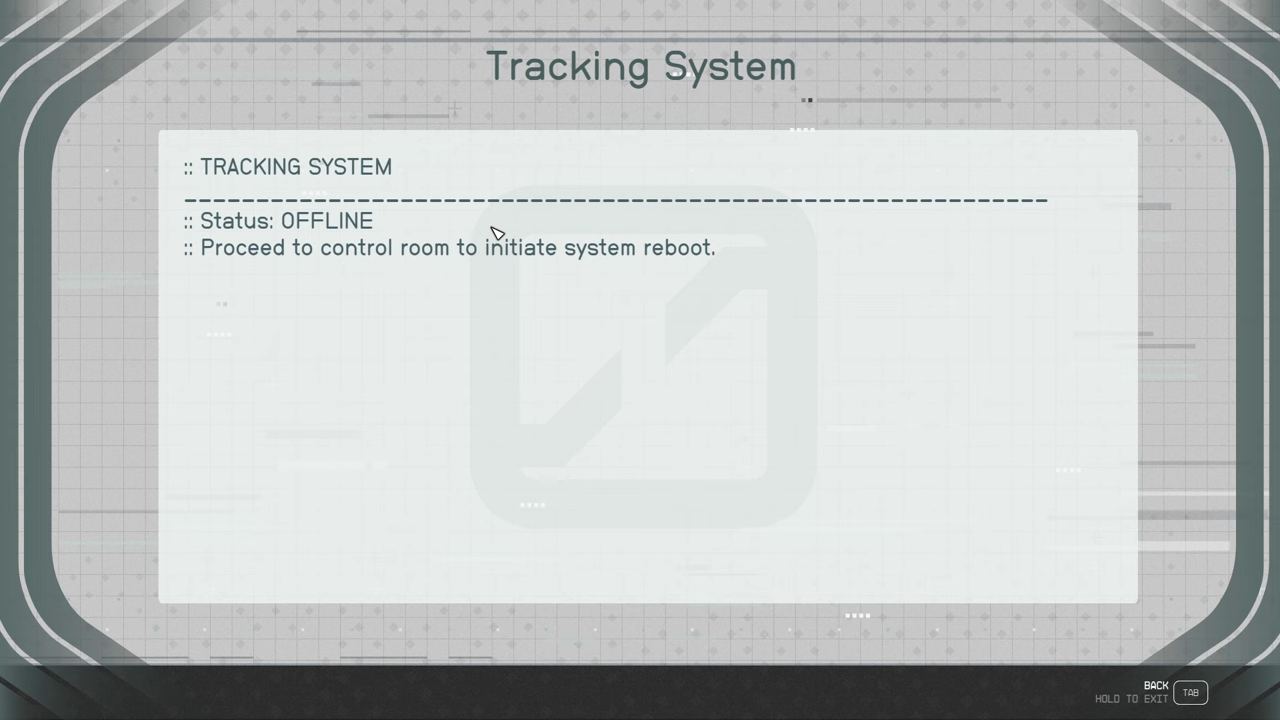 Tracking System
:: TRACKING SYSTEM
------------------------------------------------------------
:: Status: OFFLINE
:: Proceed to control room to initiate system reboot.
BACK
HOLD TO EXIT TAB